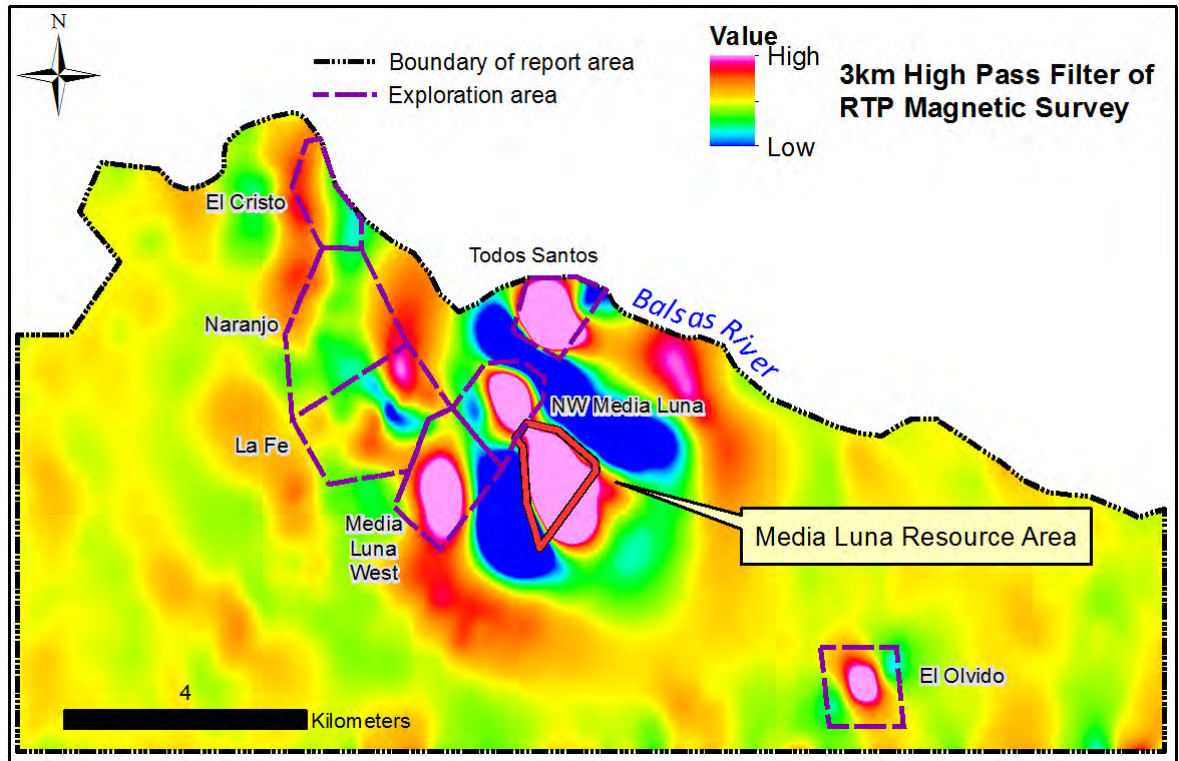 N
Boundary of report area
Exploration area
Value
High
Low
3km High Pass Filter of
RTP Magnetic Survey
El Cristo
Todos Santos
Balsas River
Naranjo
NW Media Luna
La Fe
Media
Luna
West
Media Luna Resource Area
El Olvido
4
Kilometers